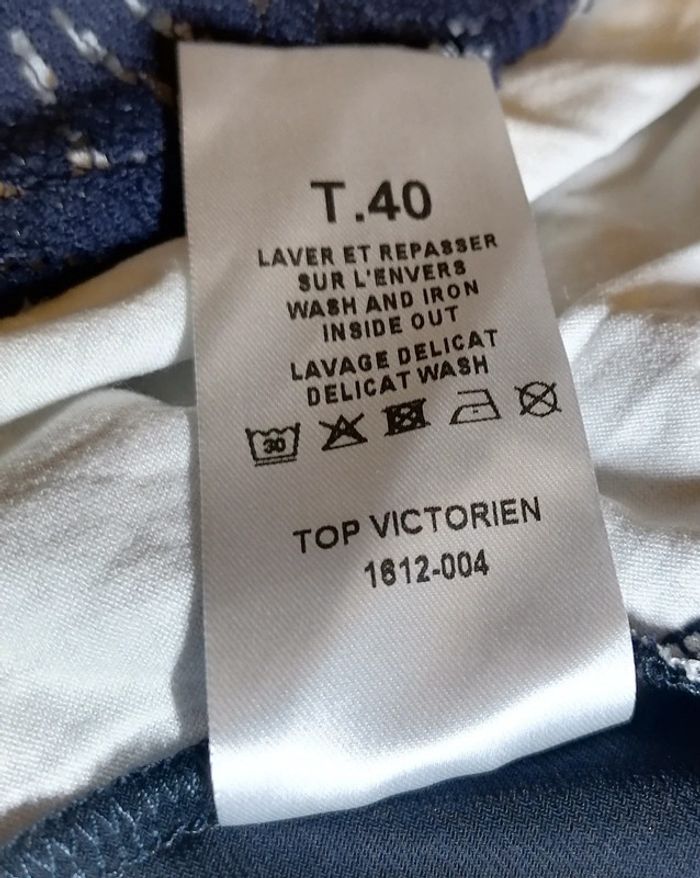 T.40
LAVER ET REPASSER
SUR L'ENVERS
WASH AND IRON
INSIDE OUT
LAVAGE DELICAT
DELICAT WASH
30
TOP VICTORIEN
1612-004